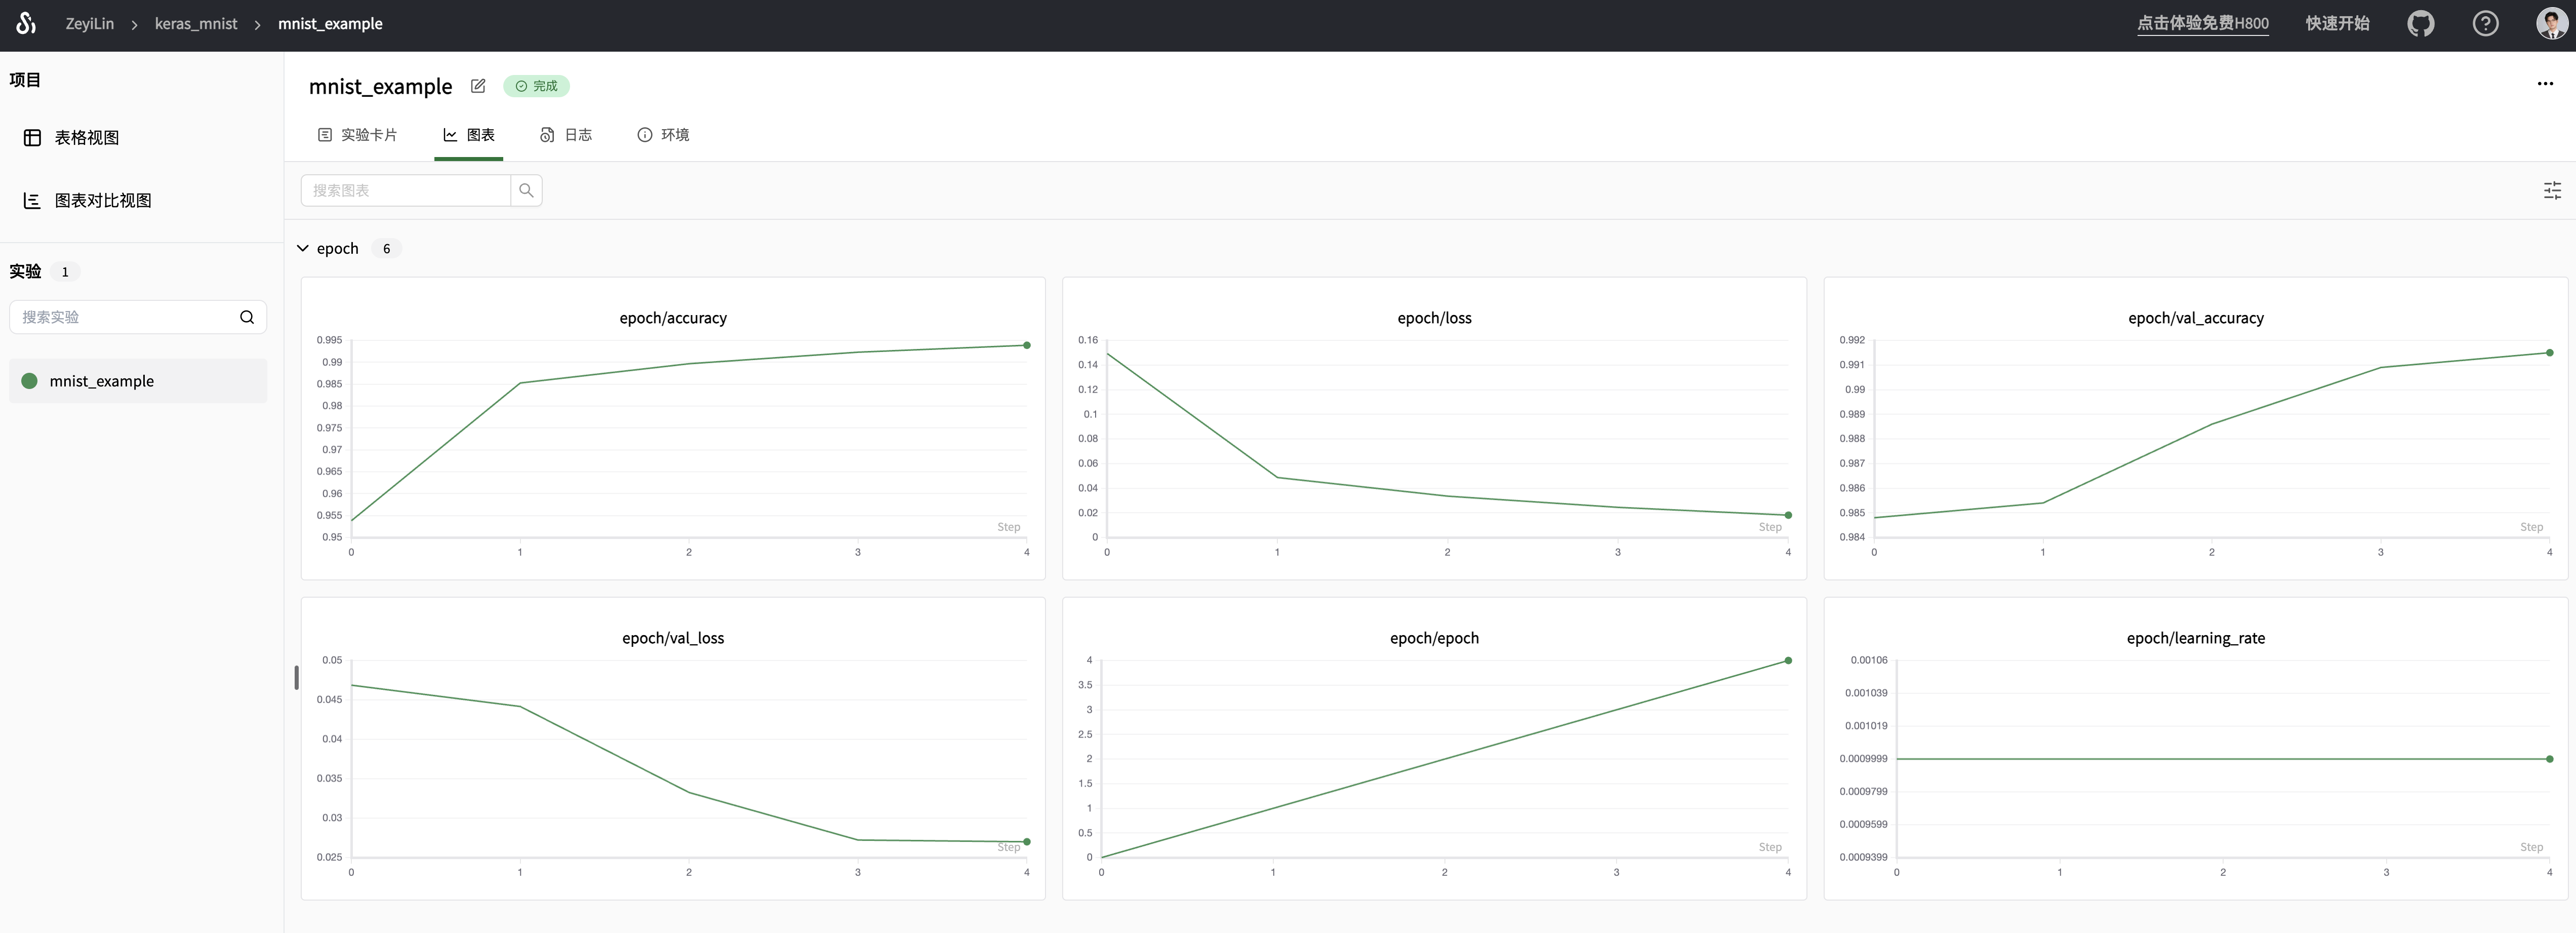 ZeyiLin > keras_mnist > mnist_example
点击体验免费H800
快速开始
项目
表格视图
图表对比视图
实验 1
搜索实验
mnist_example
mnist_example
完成
实验卡片
图表
日志
环境
搜索图表
epoch 6
epoch/accuracy
0.995
0.99
0.985
0.98
0.975
0.97
0.965
0.96
0.955
0.95
Step
0 1 2 3 4
epoch/loss
0.16
0.14
0.12
0.1
0.08
0.06
0.04
0.02
0
Step
0 1 2 3 4
epoch/val_accuracy
0.992
0.991
0.99
0.989
0.988
0.987
0.986
0.985
0.984
Step
0 1 2 3 4
epoch/val_loss
0.05
0.045
0.04
0.035
0.03
0.025
Step
0 1 2 3 4
epoch/epoch
4
3.5
3
2.5
2
1.5
1
0.5
0
Step
0 1 2 3 4
epoch/learning_rate
0.00106
0.001039
0.001019
0.0009999
0.0009799
0.0009599
0.0009399
Step
0 1 2 3 4